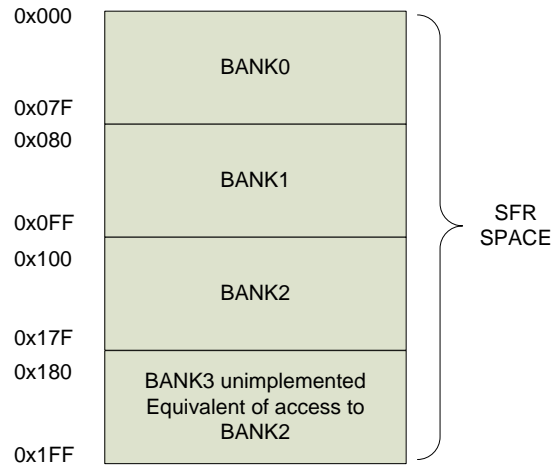 0x000
BANK0
0x07F
0x080
BANK1
0x0FF
0x100
BANK2
0x17F
0x180
BANK3 unimplemented
Equivalent of access to
BANK2
0x1FF
SFR
SPACE